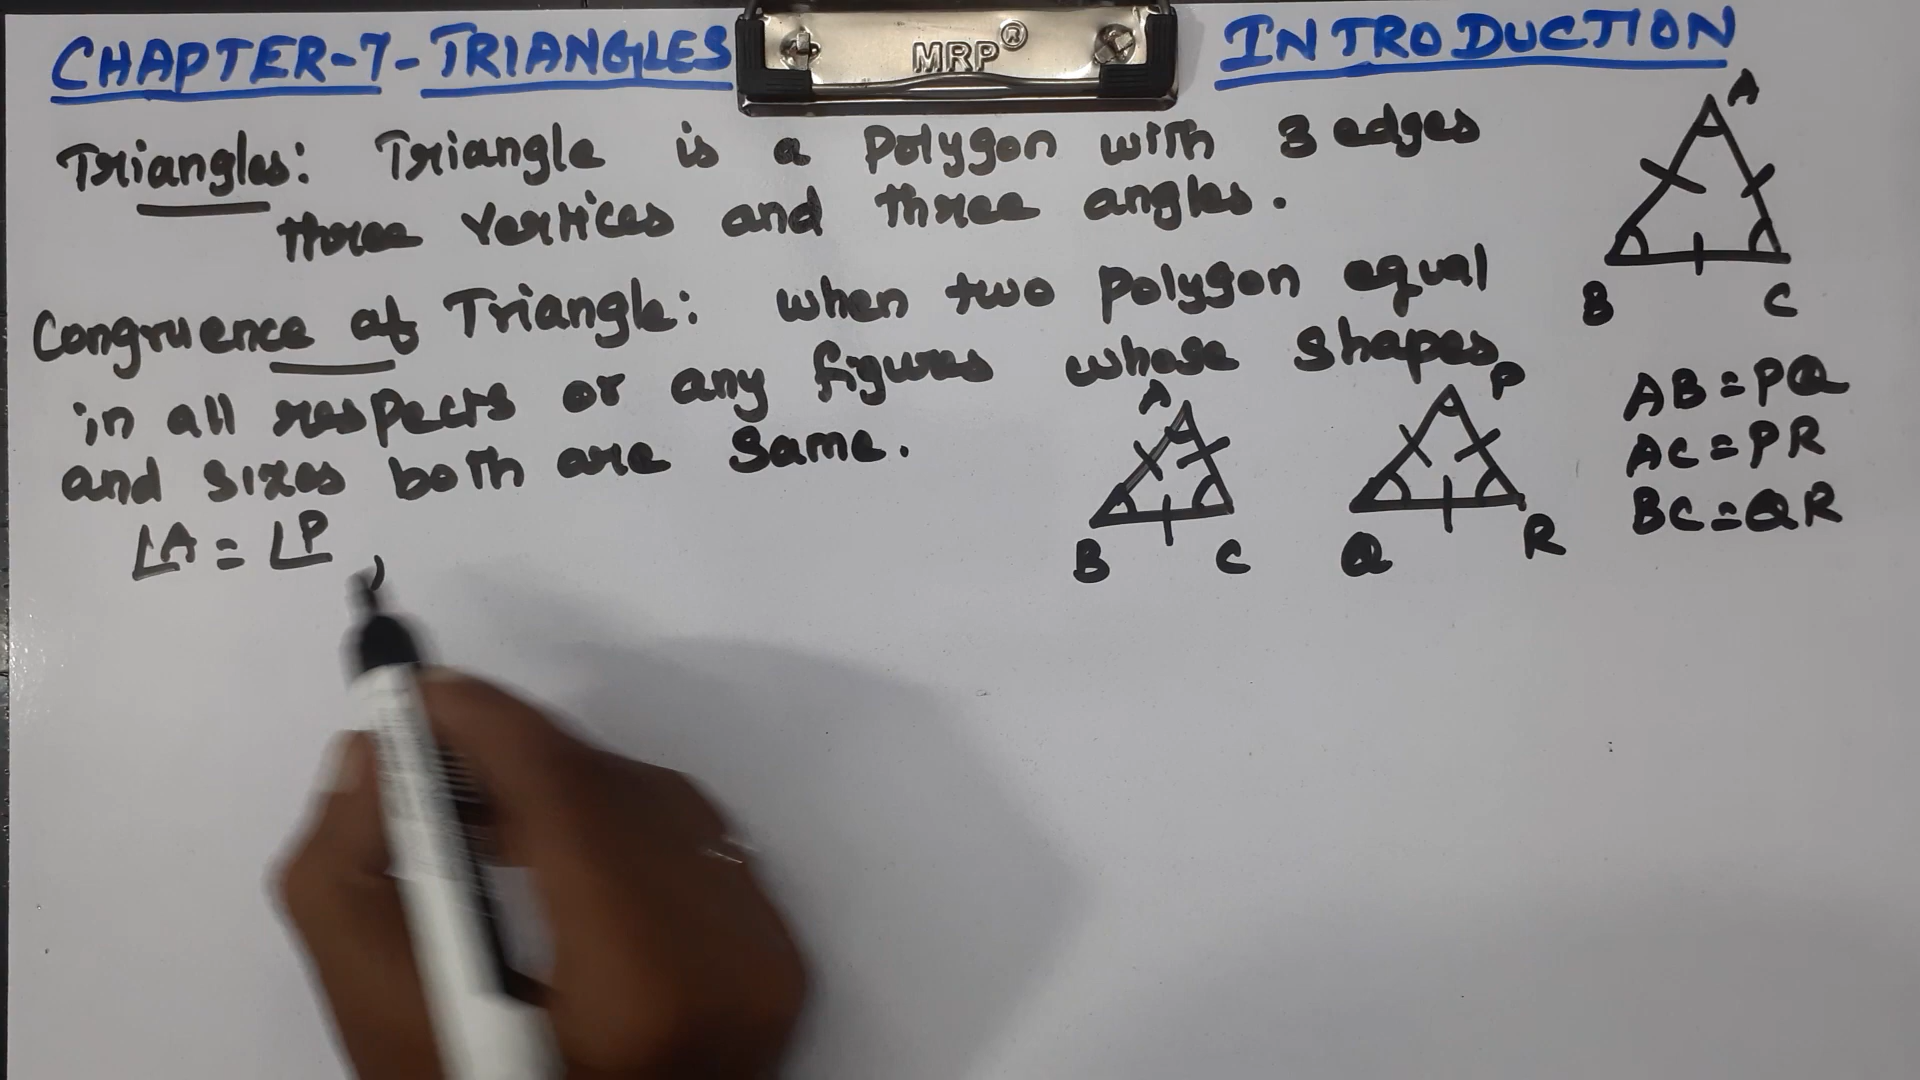 CHAPTER-7-TRIANGLES
MRP®
INTRODUCTION
Triangles: Triangle is a polygon with 3 edges
three vertices and three angles.
A
B
C
Congruence of Triangle: when two polygon equal
in all respects or any figures whose shapes
and sizes both are same.
A
B
C
P
Q
R
AB=PQ
AC=PR
BC=QR
∠A = ∠P,